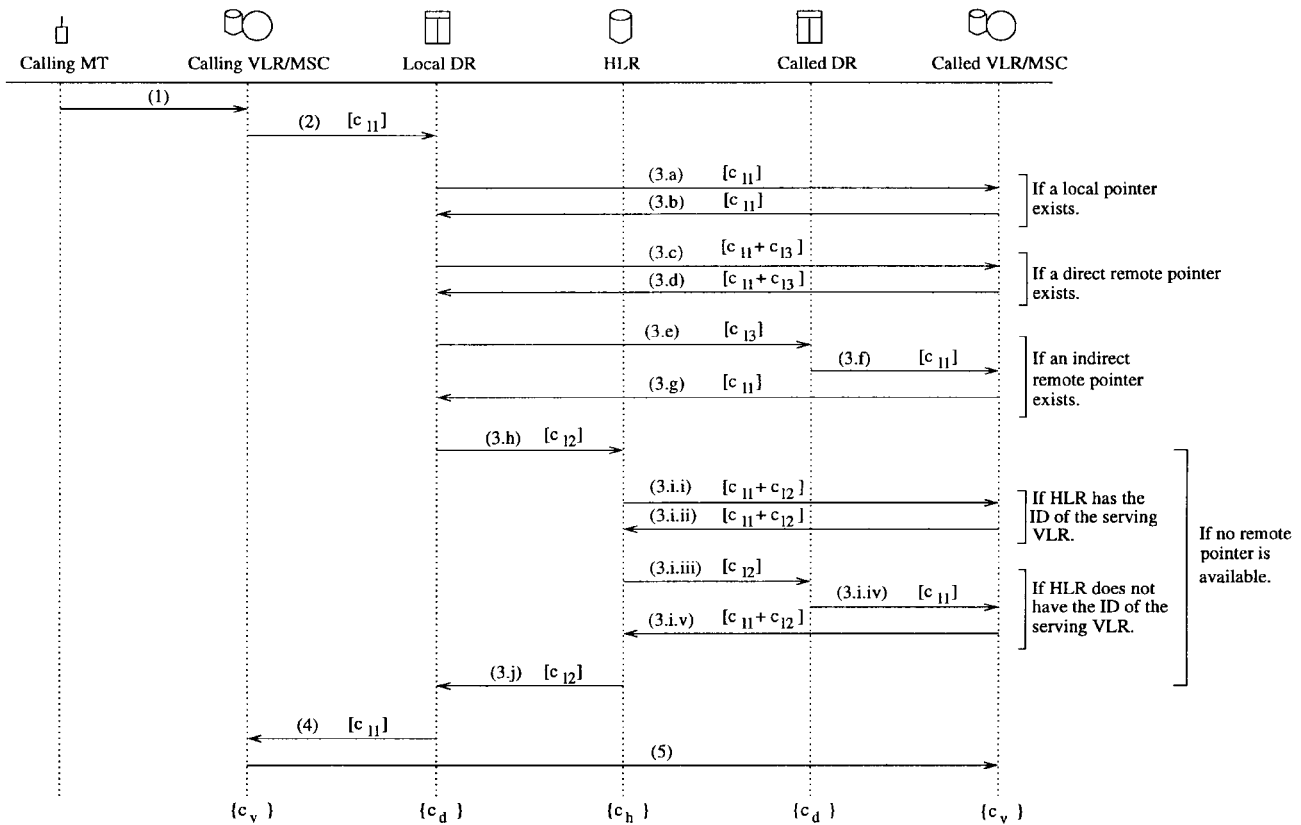 Calling MT Calling VLR/MSC Local DR HLR Called DR Called VLR/MSC
(1)
(2) [c l1]
(3.a) [c l1]
(3.b) [c l1]
If a local pointer
exists.
(3.c) [c l1 + c l3]
(3.d) [c l1 + c l3]
If a direct remote pointer
exists.
(3.e) [c l3]
(3.f) [c l1]
(3.g) [c l1]
If an indirect
remote pointer
exists.
(3.h) [c l2]
(3.i.i) [c l1 + c l2]
(3.i.ii) [c l1 + c l2]
If HLR has the
ID of the serving
VLR.
(3.i.iii) [c l2]
(3.i.iv) [c l1]
(3.i.v) [c l1 + c l2]
If HLR does not
have the ID of the
serving VLR.
If no remote
pointer is
available.
(3.j) [c l2]
(4) [c l1]
(5)
{c v} {c d} {c h} {c d} {c v}